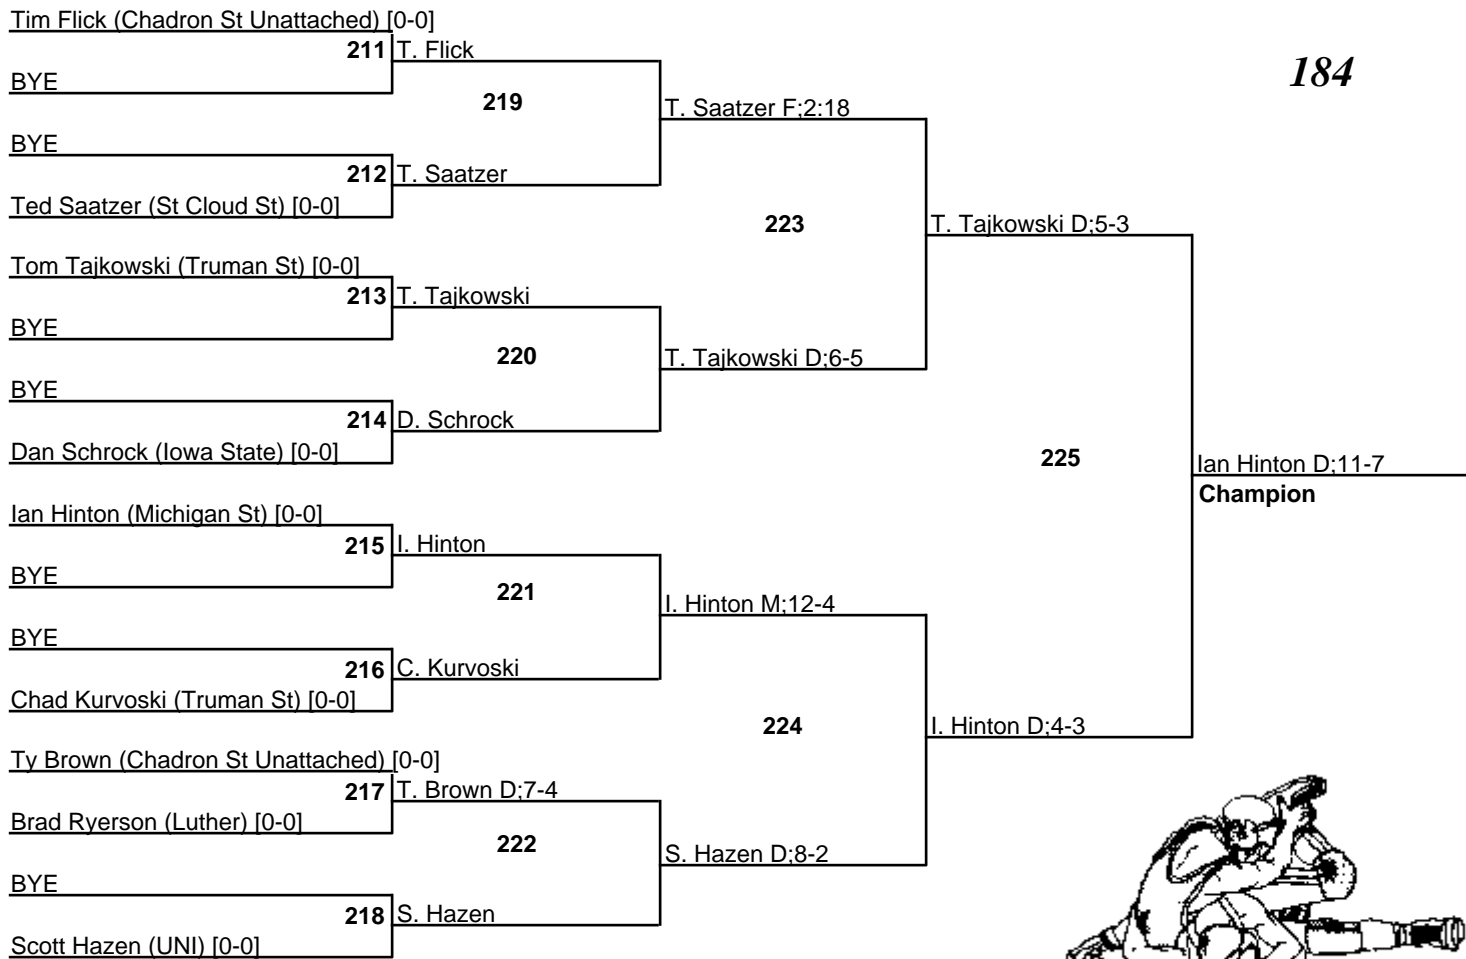 Tim Flick (Chadron St Unattached) [0-0]
211 T. Flick
184
BYE
219
T. Saatzer F;2:18
BYE
212 T. Saatzer
Ted Saatzer (St Cloud St) [0-0]
223
T. Tajkowski D;5-3
Tom Tajkowski (Truman St) [0-0]
213 T. Tajkowski
BYE
220
T. Tajkowski D;6-5
BYE
214 D. Schrock
Dan Schrock (Iowa State) [0-0]
225
Ian Hinton D;11-7
Champion
Ian Hinton (Michigan St) [0-0]
215 I. Hinton
BYE
221
I. Hinton M;12-4
BYE
216 C. Kurvoski
Chad Kurvoski (Truman St) [0-0]
224
I. Hinton D;4-3
Ty Brown (Chadron St Unattached) [0-0]
217 T. Brown D;7-4
Brad Ryerson (Luther) [0-0]
222
S. Hazen D;8-2
BYE
218 S. Hazen
Scott Hazen (UNI) [0-0]